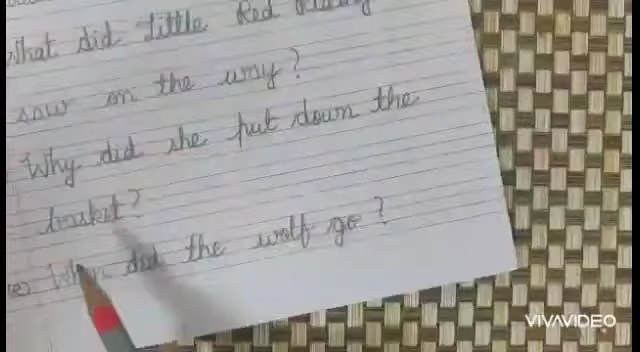 What did Little Red Riding
saw on the way?
Why did she put down the
basket?
(e) did the wolf go?
VIVAVIDEO